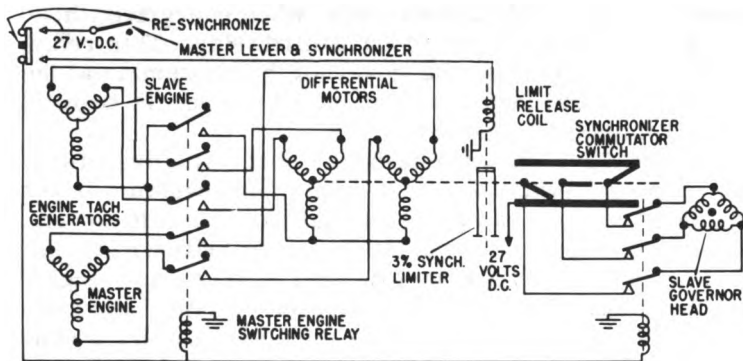 RE-SYNCHRONIZE
27 V.-D.C.
MASTER LEVER & SYNCHRONIZER
SLAVE
ENGINE
DIFFERENTIAL
MOTORS
LIMIT
RELEASE
COIL
SYNCHRONIZER
COMMUTATOR
SWITCH
ENGINE TACH.
GENERATORS
MASTER
ENGINE
3% SYNCH.
LIMITER
27
VOLTS
D.C.
SLAVE
GOVERNOR
HEAD
MASTER ENGINE
SWITCHING RELAY